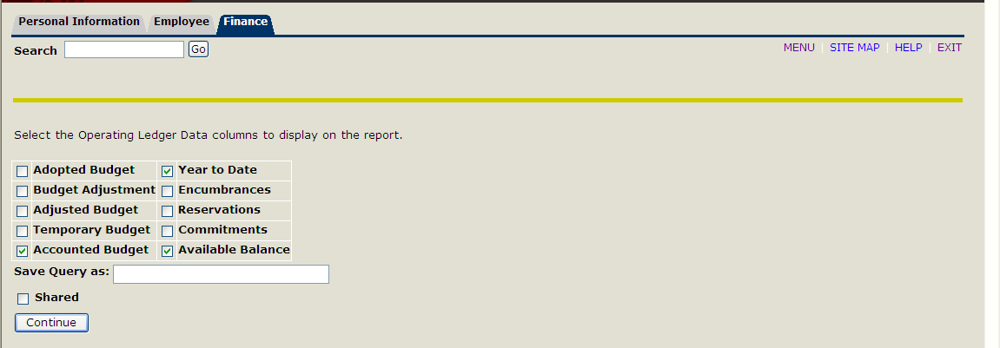 Personal Information Employee Finance
Search Go MENU | SITE MAP | HELP | EXIT
Select the Operating Ledger Data columns to display on the report.
Adopted Budget Year to Date
Budget Adjustment Encumbrances
Adjusted Budget Reservations
Temporary Budget Commitments
Accounted Budget Available Balance
Save Query as:
Shared
Continue